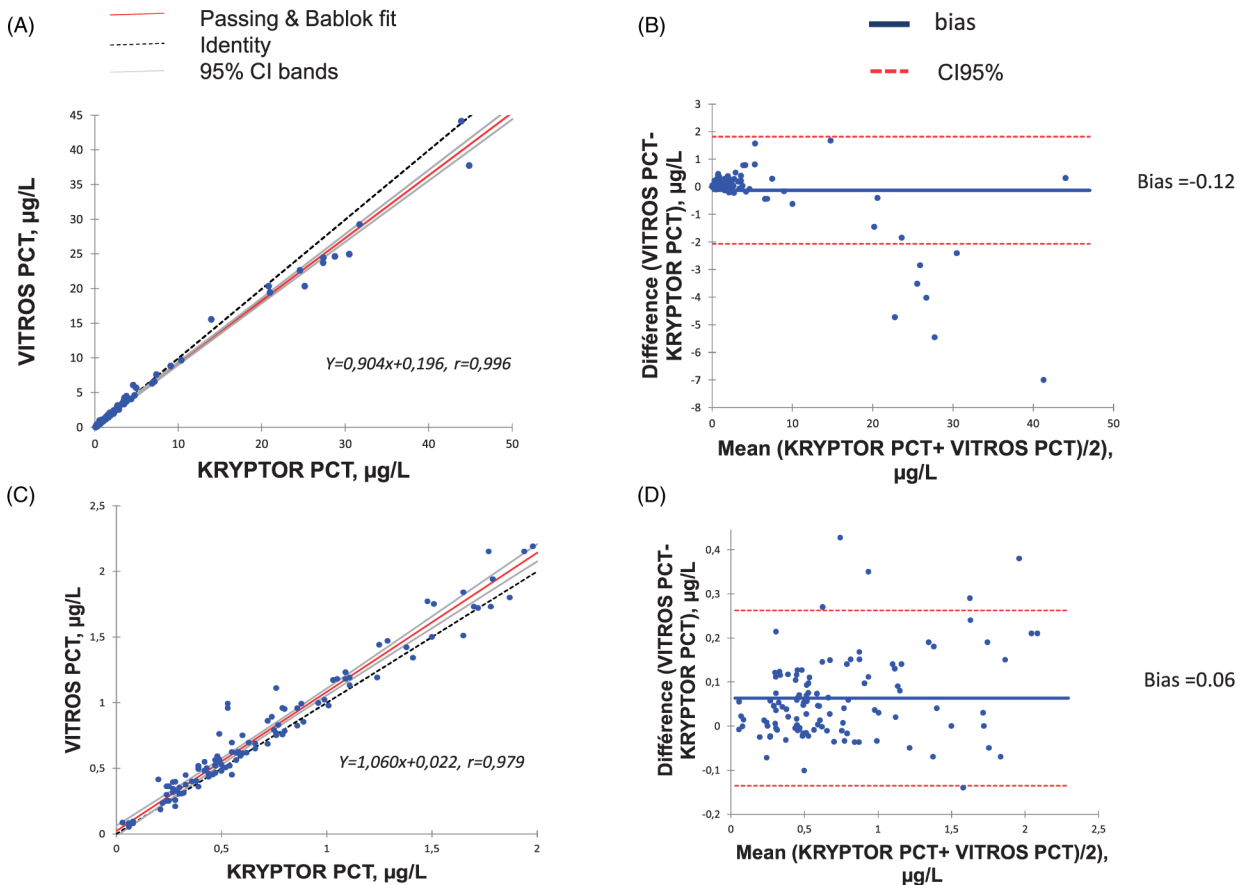 (A)
Passing & Bablok fit
Identity
95% CI bands
45
40
35
30
25
20
15
10
5
0
0 10 20 30 40 50
VITROS PCT, µg/L
Y=0,904x+0,196, r=0,996
KRYPTOR PCT, µg/L
(B)
bias
CI95%
3
2
1
0
-1
-2
-3
-4
-5
-6
-7
-8
0 10 20 30 40 50
Différence (VITROS PCT-
KRYPTOR PCT), µg/L
Bias =-0.12
Mean (KRYPTOR PCT+ VITROS PCT)/2),
µg/L
(C)
2,5
2
1,5
1
0,5
0
0 0,5 1 1,5 2
VITROS PCT, µg/L
Y=1,060x+0,022, r=0,979
KRYPTOR PCT, µg/L
(D)
0,4
0,3
0,2
0,1
0
-0,1
-0,2
0 0,5 1 1,5 2 2,5
Différence (VITROS PCT-
KRYPTOR PCT), µg/L
Bias =0.06
Mean (KRYPTOR PCT+ VITROS PCT)/2),
µg/L